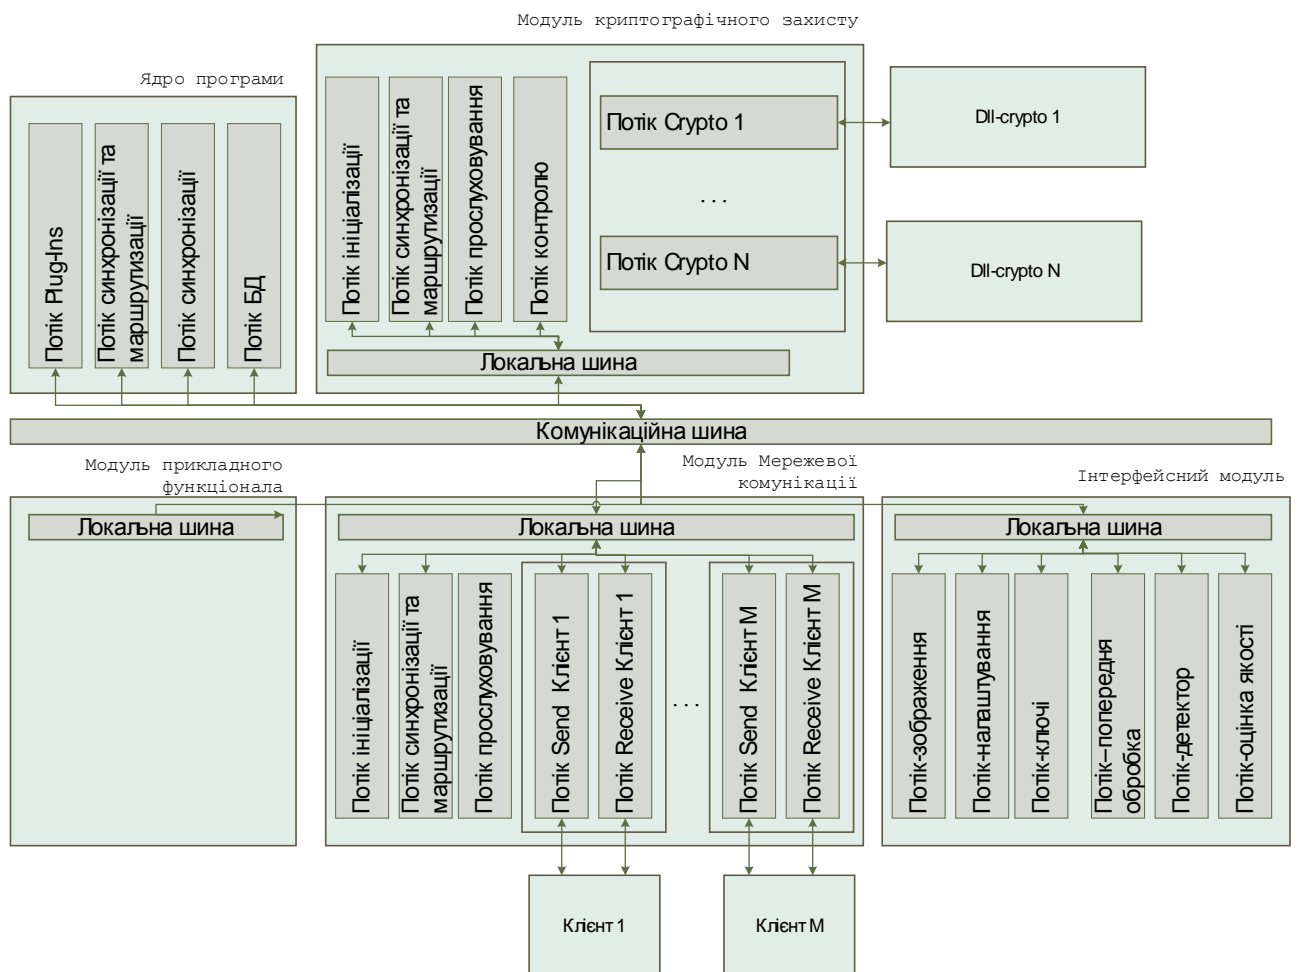 Модуль криптографічного захисту
Ядро програми
Потік Plug-Ins
Потік синхронізації та
маршрутизації
Потік синхронізації
Потік БД
Потік ініціалізації
Потік синхронізації та
маршрутизації
Потік прослуховування
Потік контролю
Потік Crypto 1
...
Потік Crypto N
Dll-crypto 1
Dll-crypto N
Локальна шина
Комунікаційна шина
Модуль прикладного
функціонала
Модуль Мережевої
комунікації
Інтерфейсний модуль
Локальна шина
Локальна шина
Локальна шина
Потік ініціалізації
Потік синхронізації та
маршрутизації
Потік прослуховування
Потік Send Клієнт 1
Потік Receive Клієнт 1
...
Потік Send Клієнт M
Потік Receive Клієнт M
Потік-зображення
Потік-налаштування
Потік-ключі
Потік–попередня
обробка
Потік-детектор
Потік-оцінка якості
Клієнт 1
Клієнт M